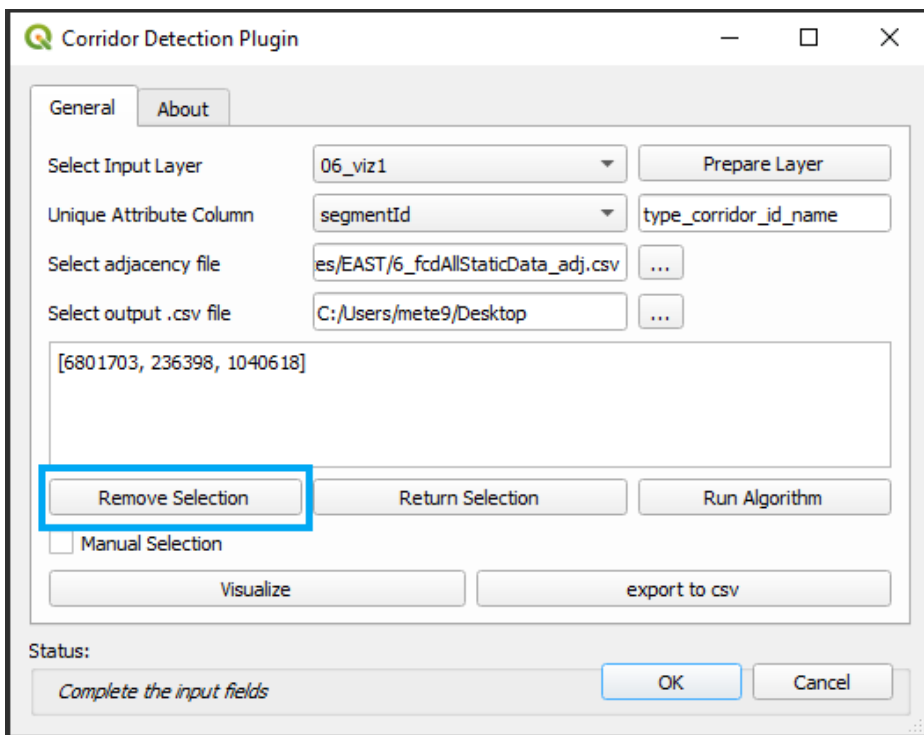 Corridor Detection Plugin
General About
Select Input Layer 06_viz1 Prepare Layer
Unique Attribute Column segmentId type_corridor_id_name
Select adjacency file es/EAST/6_fcdAllStaticData_adj.csv ...
Select output .csv file C:/Users/mete9/Desktop ...
[6801703, 236398, 1040618]
Remove Selection Return Selection Run Algorithm
Manual Selection
Visualize export to csv
Status:
Complete the input fields OK Cancel